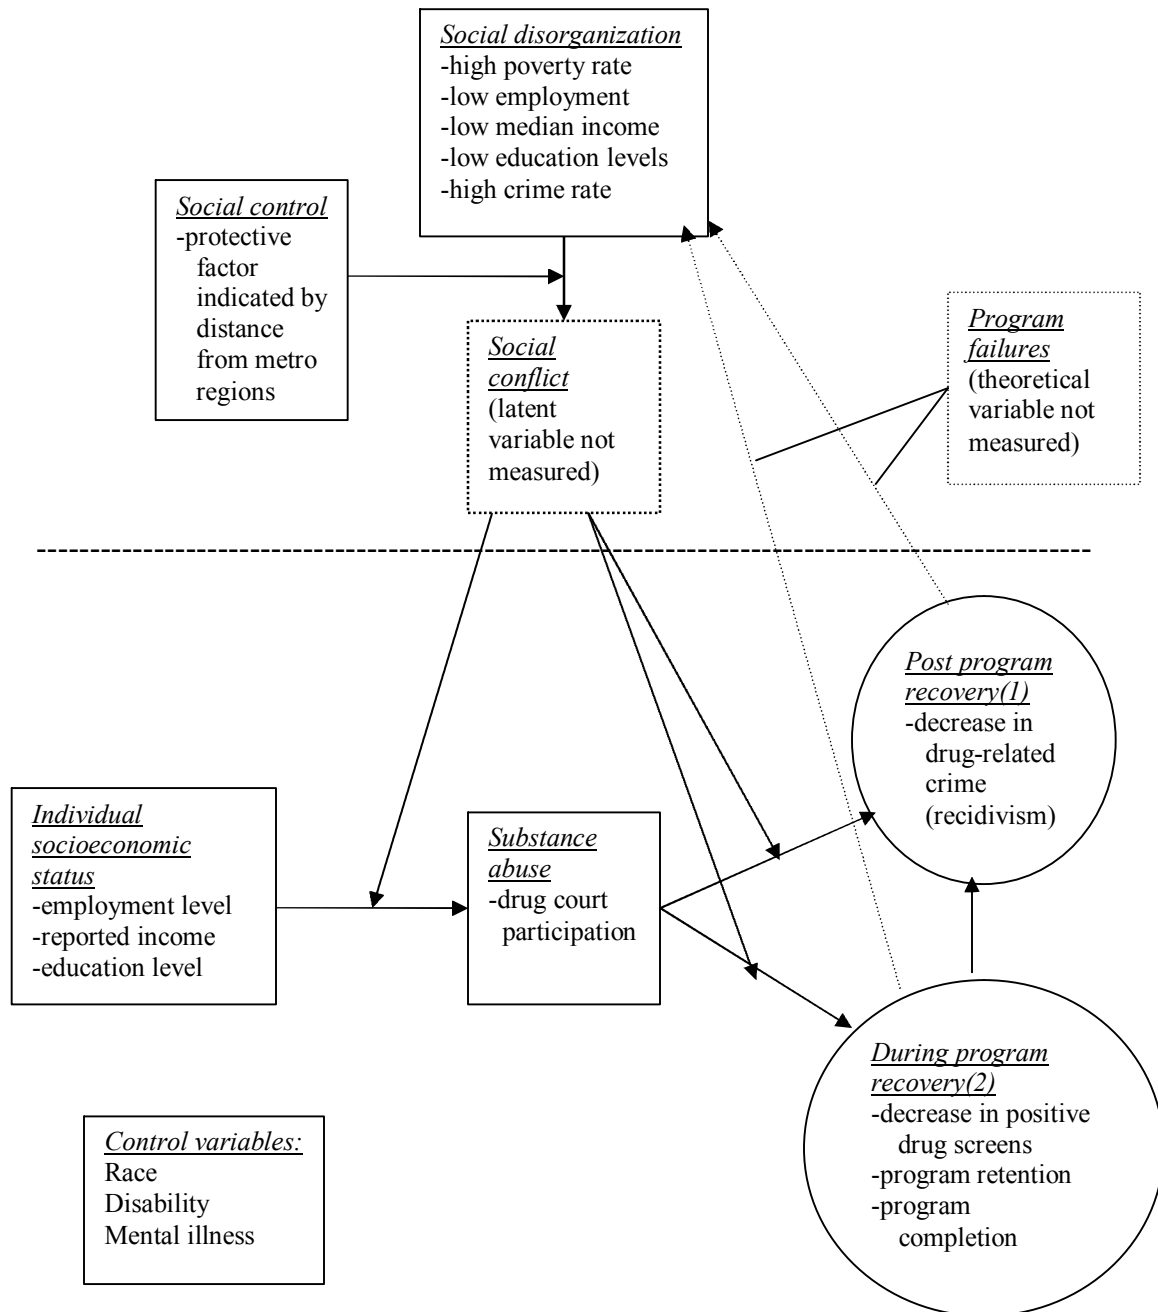 Social disorganization
-high poverty rate
-low employment
-low median income
-low education levels
-high crime rate
Social control
-protective
factor
indicated by
distance
from metro
regions
Social
conflict
(latent
variable not
measured)
Program
failures
(theoretical
variable not
measured)
Post program
recovery(1)
-decrease in
drug-related
crime
(recidivism)
Individual
socioeconomic
status
-employment level
-reported income
-education level
Substance
abuse
-drug court
participation
During program
recovery(2)
-decrease in positive
drug screens
-program retention
-program
completion
Control variables:
Race
Disability
Mental illness